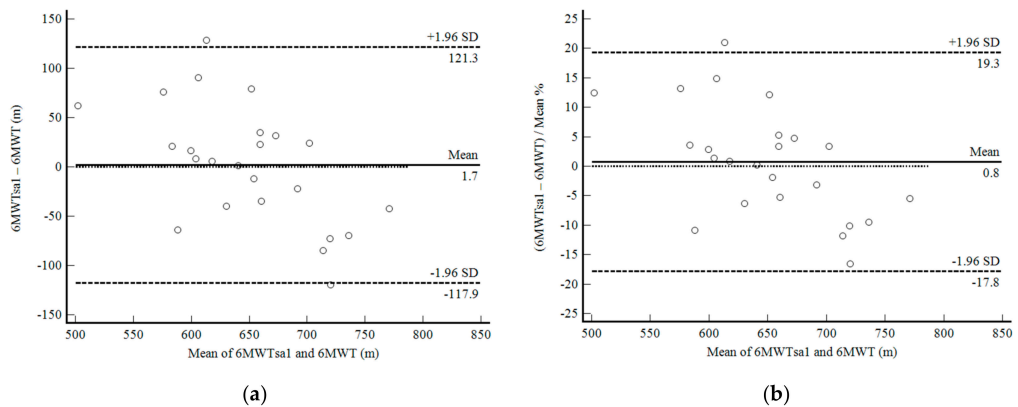 150
100
50
0
-50
-100
-150
6MWTsa1 – 6MWT (m)
+1.96 SD
121.3
Mean
1.7
-1.96 SD
-117.9
500 550 600 650 700 750 800 850
Mean of 6MWTsa1 and 6MWT (m)
(a)
25
20
15
10
5
0
-5
-10
-15
-20
-25
(6MWTsa1 – 6MWT) / Mean %
+1.96 SD
19.3
Mean
0.8
-1.96 SD
-17.8
500 550 600 650 700 750 800 850
Mean of 6MWTsa1 and 6MWT (m)
(b)